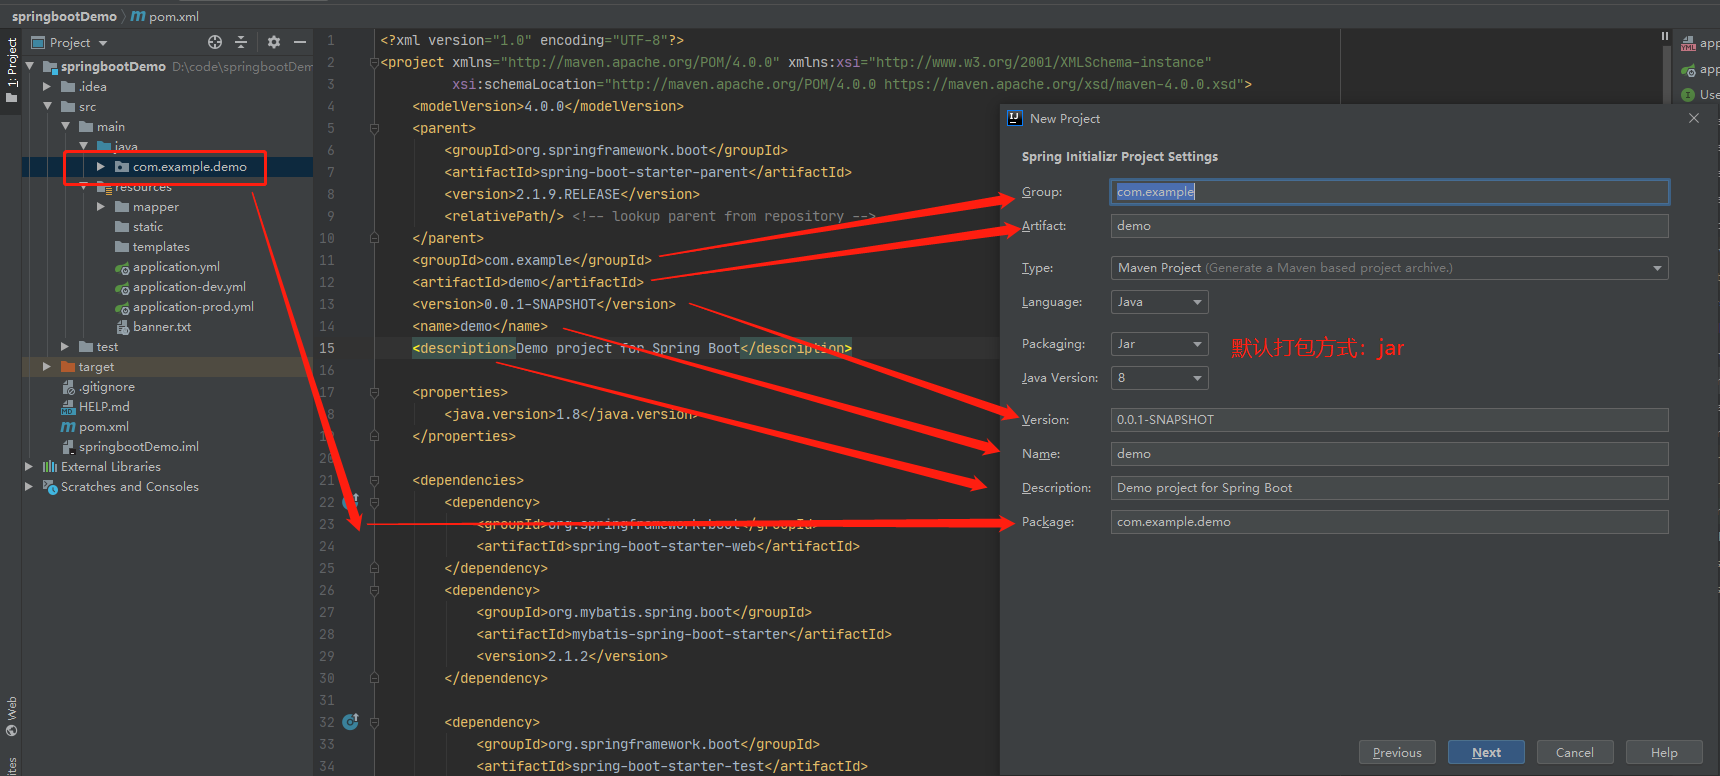 springbootDemo
pom.xml
1: Project
Project
springbootDemo D:\code\springbootDem
.idea
src
main
java
com.example.demo
resources
mapper
static
templates
application.yml
application-dev.yml
application-prod.yml
banner.txt
test
target
.gitignore
HELP.md
pom.xml
springbootDemo.iml
External Libraries
Scratches and Consoles
Web
1 <?xml version="1.0" encoding="UTF-8"?>
2 <project xmlns="http://maven.apache.org/POM/4.0.0" xmlns:xsi="http://www.w3.org/2001/XMLSchema-instance"
3 xsi:schemaLocation="http://maven.apache.org/POM/4.0.0 https://maven.apache.org/xsd/maven-4.0.0.xsd">
4 <modelVersion>4.0.0</modelVersion>
5 <parent>
6 <groupId>org.springframework.boot</groupId>
7 <artifactId>spring-boot-starter-parent</artifactId>
8 <version>2.1.9.RELEASE</version>
9 <relativePath/> <!-- lookup parent from repository -->
10 </parent>
11 <groupId>com.example</groupId>
12 <artifactId>demo</artifactId>
13 <version>0.0.1-SNAPSHOT</version>
14 <name>demo</name>
15 <description>Demo project for Spring Boot</description>
16
17 <properties>
8 <java.version>1.8</java.version>
</properties>
20
21 <dependencies>
22 <dependency>
23 <groupId>org.springframework.boot</groupId>
24 <artifactId>spring-boot-starter-web</artifactId>
25 </dependency>
26 <dependency>
27 <groupId>org.mybatis.spring.boot</groupId>
28 <artifactId>mybatis-spring-boot-starter</artifactId>
29 <version>2.1.2</version>
30 </dependency>
31
32 <dependency>
33 <groupId>org.springframework.boot</groupId>
34 <artifactId>spring-boot-starter-test</artifactId>
app
app
Use
New Project
Spring Initializr Project Settings
Group: com.example
Artifact: demo
Type: Maven Project (Generate a Maven based project archive.)
Language: Java
Packaging: Jar
默认打包方式：jar
Java Version: 8
Version: 0.0.1-SNAPSHOT
Name: demo
Description: Demo project for Spring Boot
Package: com.example.demo
Previous Next Cancel Help